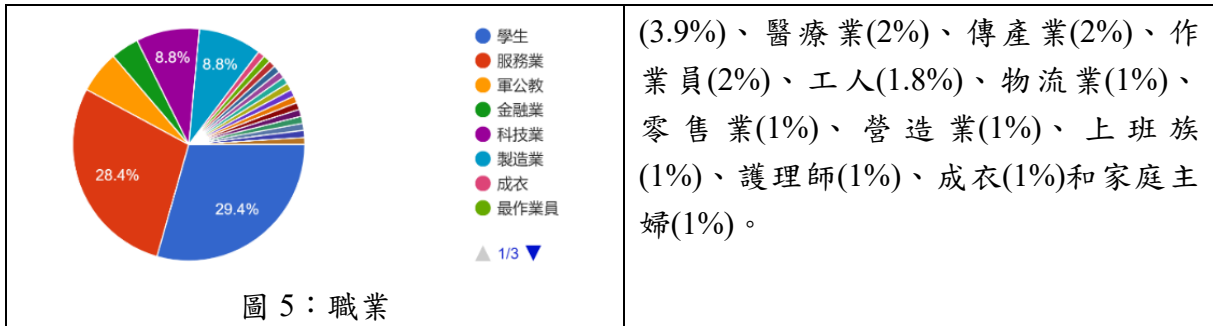 8.8%
8.8%
28.4%
29.4%
學生
服務業
軍公教
金融業
科技業
製造業
成衣
最作業員
1/3
圖 5：職業
(3.9%)、醫療業(2%)、傳產業(2%)、作
業員(2%)、工人(1.8%)、物流業(1%)、
零售業(1%)、營造業(1%)、上班族
(1%)、護理師(1%)、成衣(1%)和家庭主
婦(1%)。